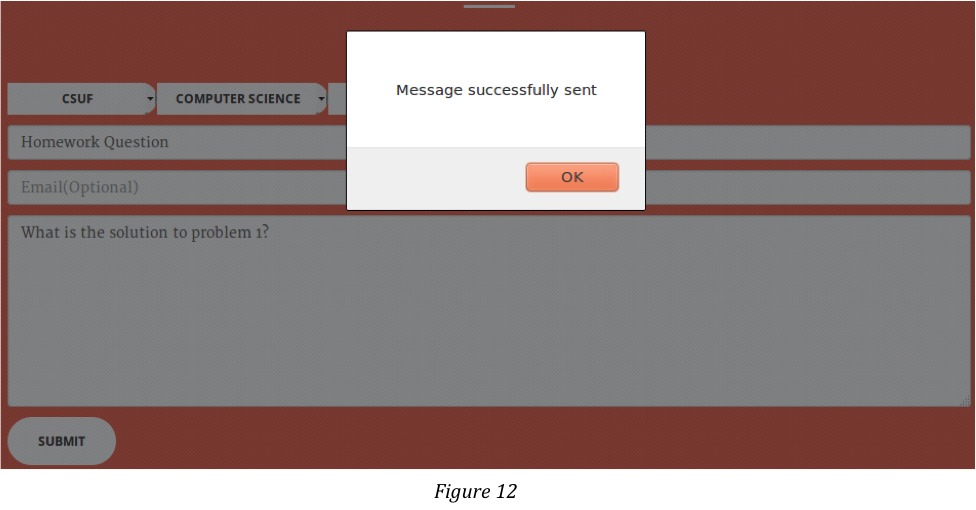 Message successfully sent
OK
CSUF
COMPUTER SCIENCE
Homework Question
Email(Optional)
What is the solution to problem 1?
SUBMIT
Figure 12